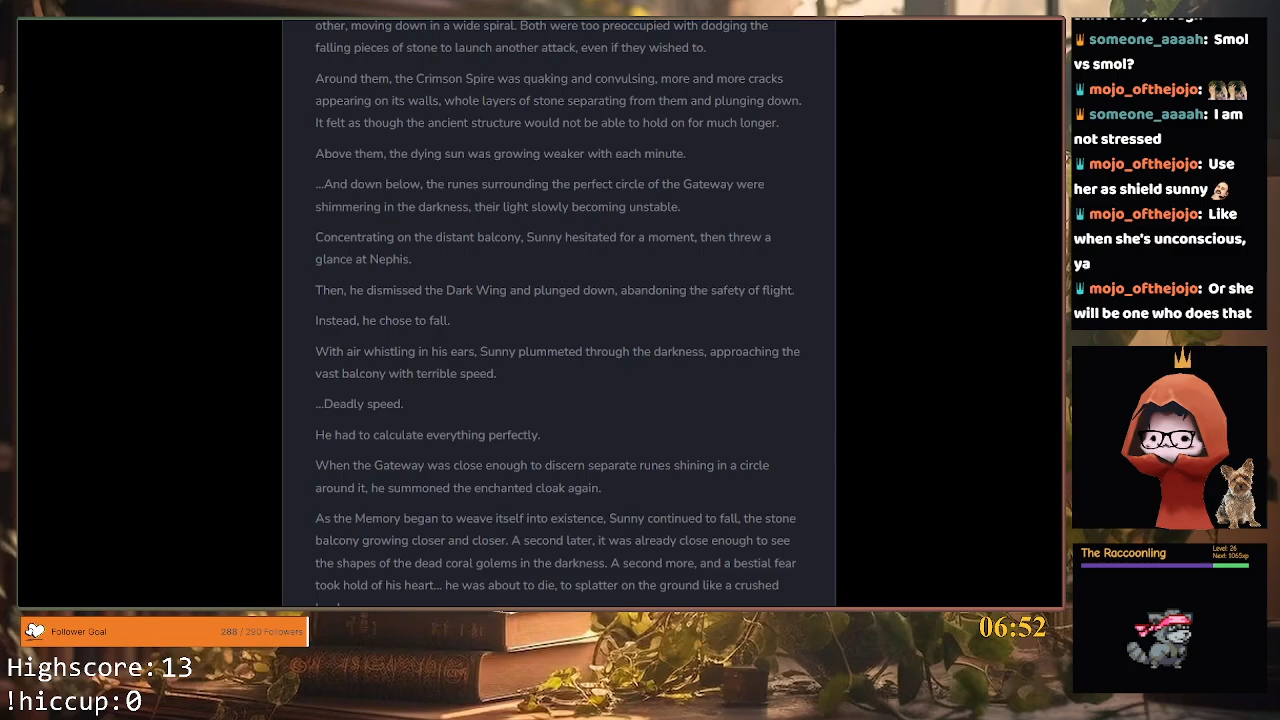 other, moving down in a wide spiral. Both were too preoccupied with dodging the
falling pieces of stone to launch another attack, even if they wished to.
Around them, the Crimson Spire was quaking and convulsing, more and more cracks
appearing on its walls, whole layers of stone separating from them and plunging down.
It felt as though the ancient structure would not be able to hold on for much longer.
Above them, the dying sun was growing weaker with each minute.
...And down below, the runes surrounding the perfect circle of the Gateway were
shimmering in the darkness, their light slowly becoming unstable.
Concentrating on the distant balcony, Sunny hesitated for a moment, then threw a
glance at Nephis.
Then, he dismissed the Dark Wing and plunged down, abandoning the safety of flight.
Instead, he chose to fall.
With air whistling in his ears, Sunny plummeted through the darkness, approaching the
vast balcony with terrible speed.
...Deadly speed.
He had to calculate everything perfectly.
When the Gateway was close enough to discern separate runes shining in a circle
around it, he summoned the enchanted cloak again.
As the Memory began to weave itself into existence, Sunny continued to fall, the stone
balcony growing closer and closer. A second later, it was already close enough to see
the shapes of the dead coral golems in the darkness. A second more, and a bestial fear
took hold of his heart... he was about to die, to splatter on the ground like a crushed
someone_aaaah: Smol
vs smol?
mojo_ofthejojo:
someone_aaaah: I am
not stressed
mojo_ofthejojo: Use
her as shield sunny
mojo_ofthejojo: Like
when she's unconscious,
ya
mojo_ofthejojo: Or she
will be one who does that
The Raccoonling
Level: 26
Next: 1065xp
Follower Goal
288 / 290 Followers
06:52
Highscore:13
!hiccup:0